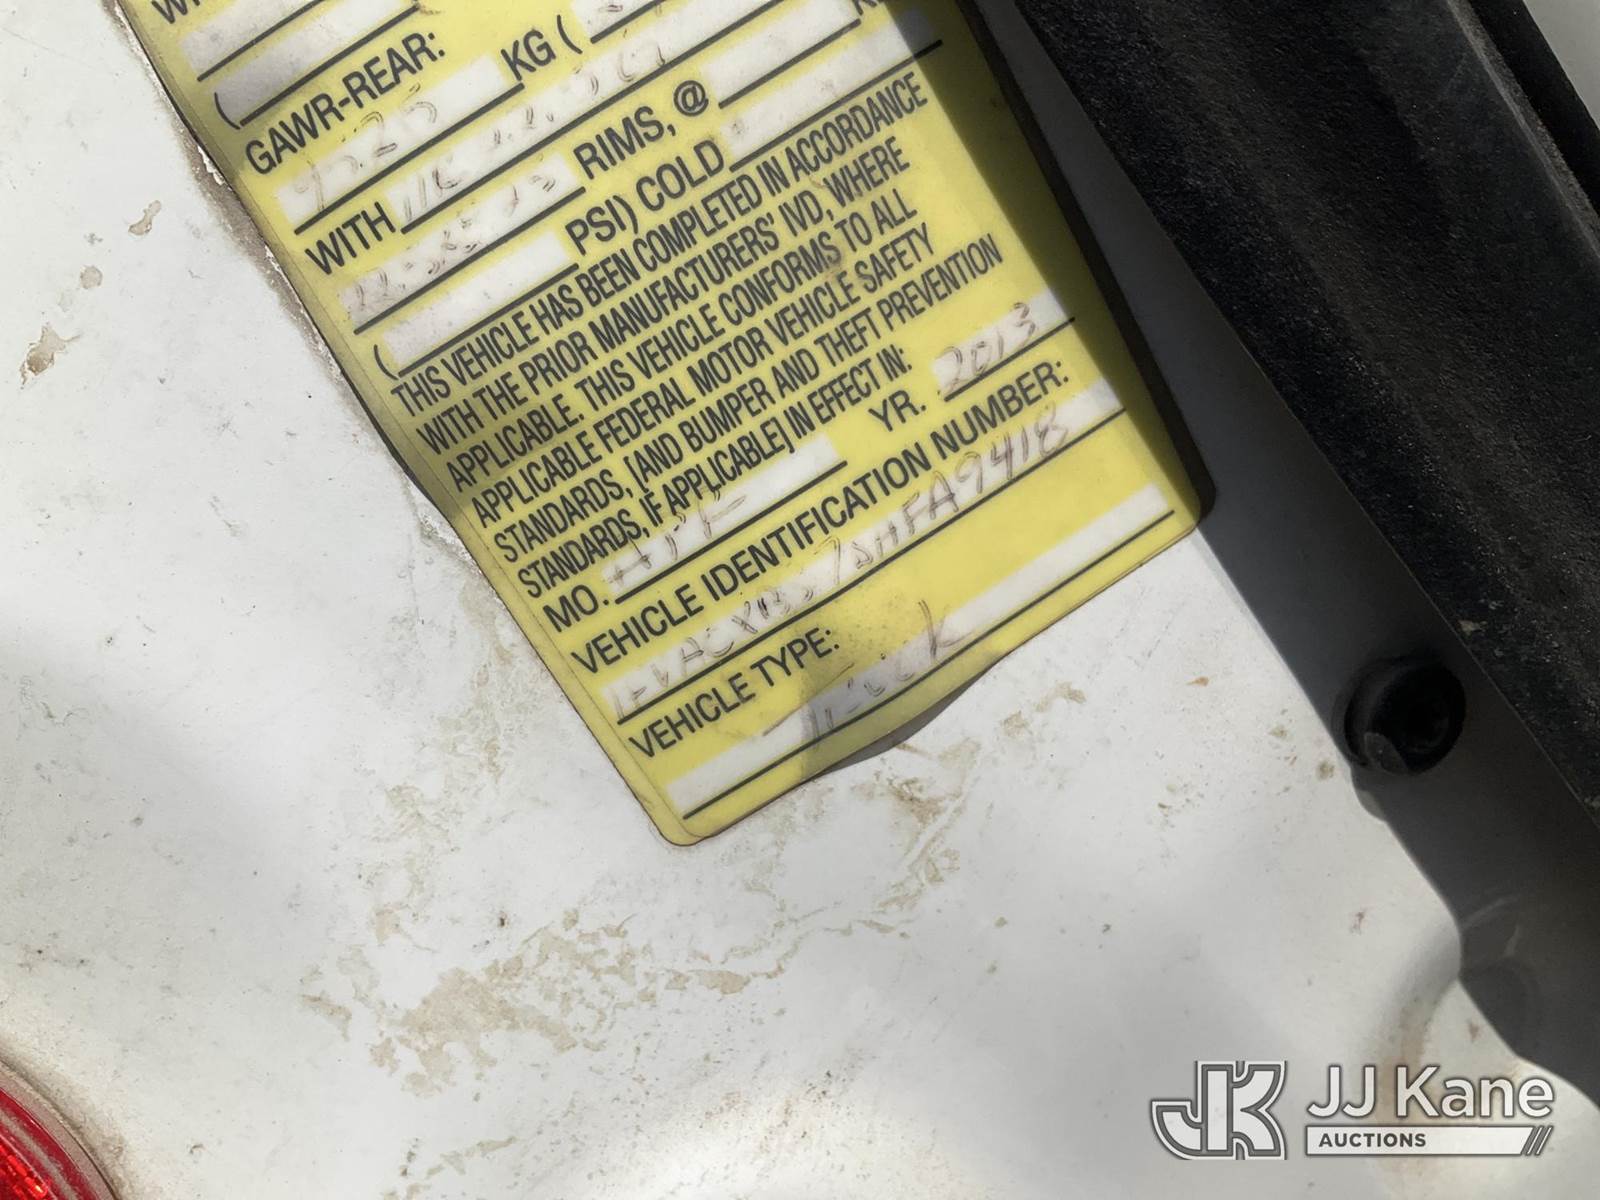 GAWR-REAR:
KG (
WITH
RIMS, @
PSI) COLD
(
THIS VEHICLE HAS BEEN COMPLETED IN ACCORDANCE
WITH THE PRIOR MANUFACTURERS' IVD, WHERE
APPLICABLE. THIS VEHICLE CONFORMS TO ALL
APPLICABLE FEDERAL MOTOR VEHICLE SAFETY
STANDARDS, [AND BUMPER AND THEFT PREVENTION
STANDARDS, IF APPLICABLE] IN EFFECT IN:
MO. YR. 2013
VEHICLE IDENTIFICATION NUMBER:
VEHICLE TYPE:
Truck
JJ Kane
AUCTIONS